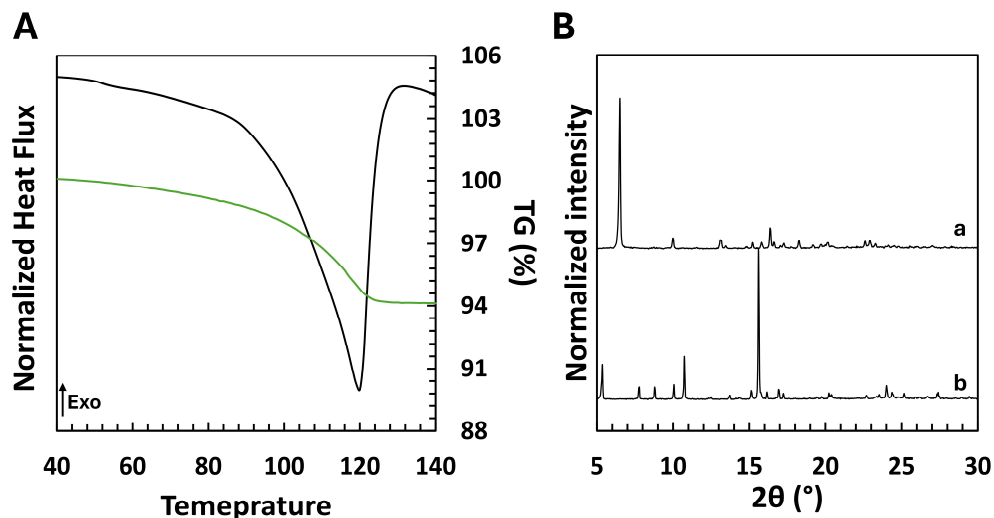 A
B
Normalized Heat Flux
Exo
40 60 80 100 120 140
Temeprature
106
103
100
97
94
91
88
TG (%)
Normalized intensity
a
b
5 10 15 20 25 30
2θ (°)